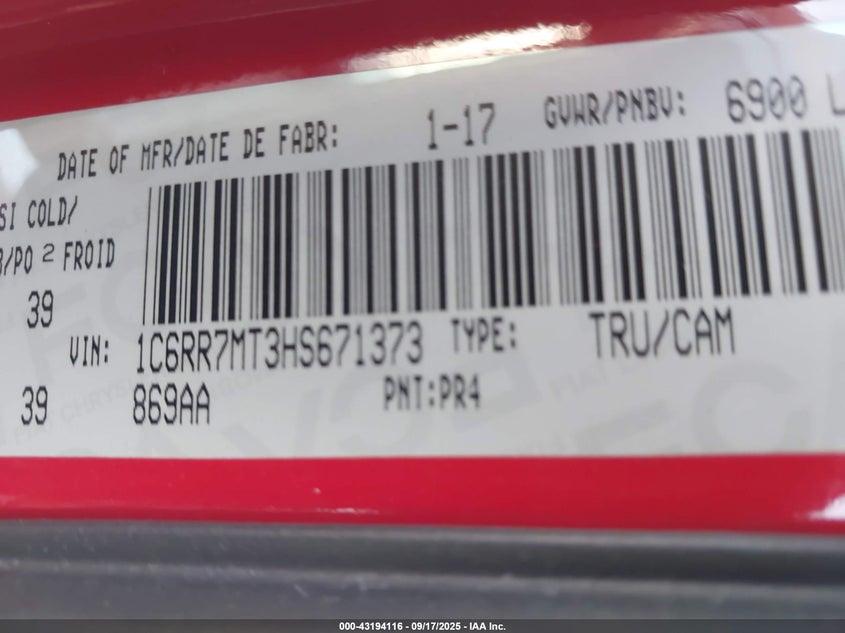 DATE OF MFR/DATE DE FABR: 1-17 GVWR/PNBV: 6900 L
SI COLD/
/PO 2 FROID
39
VIN: 1C6RR7MT3HS671373 TYPE: TRU/CAM
39 869AA PNT:PR4
000-43194116 - 09/17/2025 - IAA Inc.